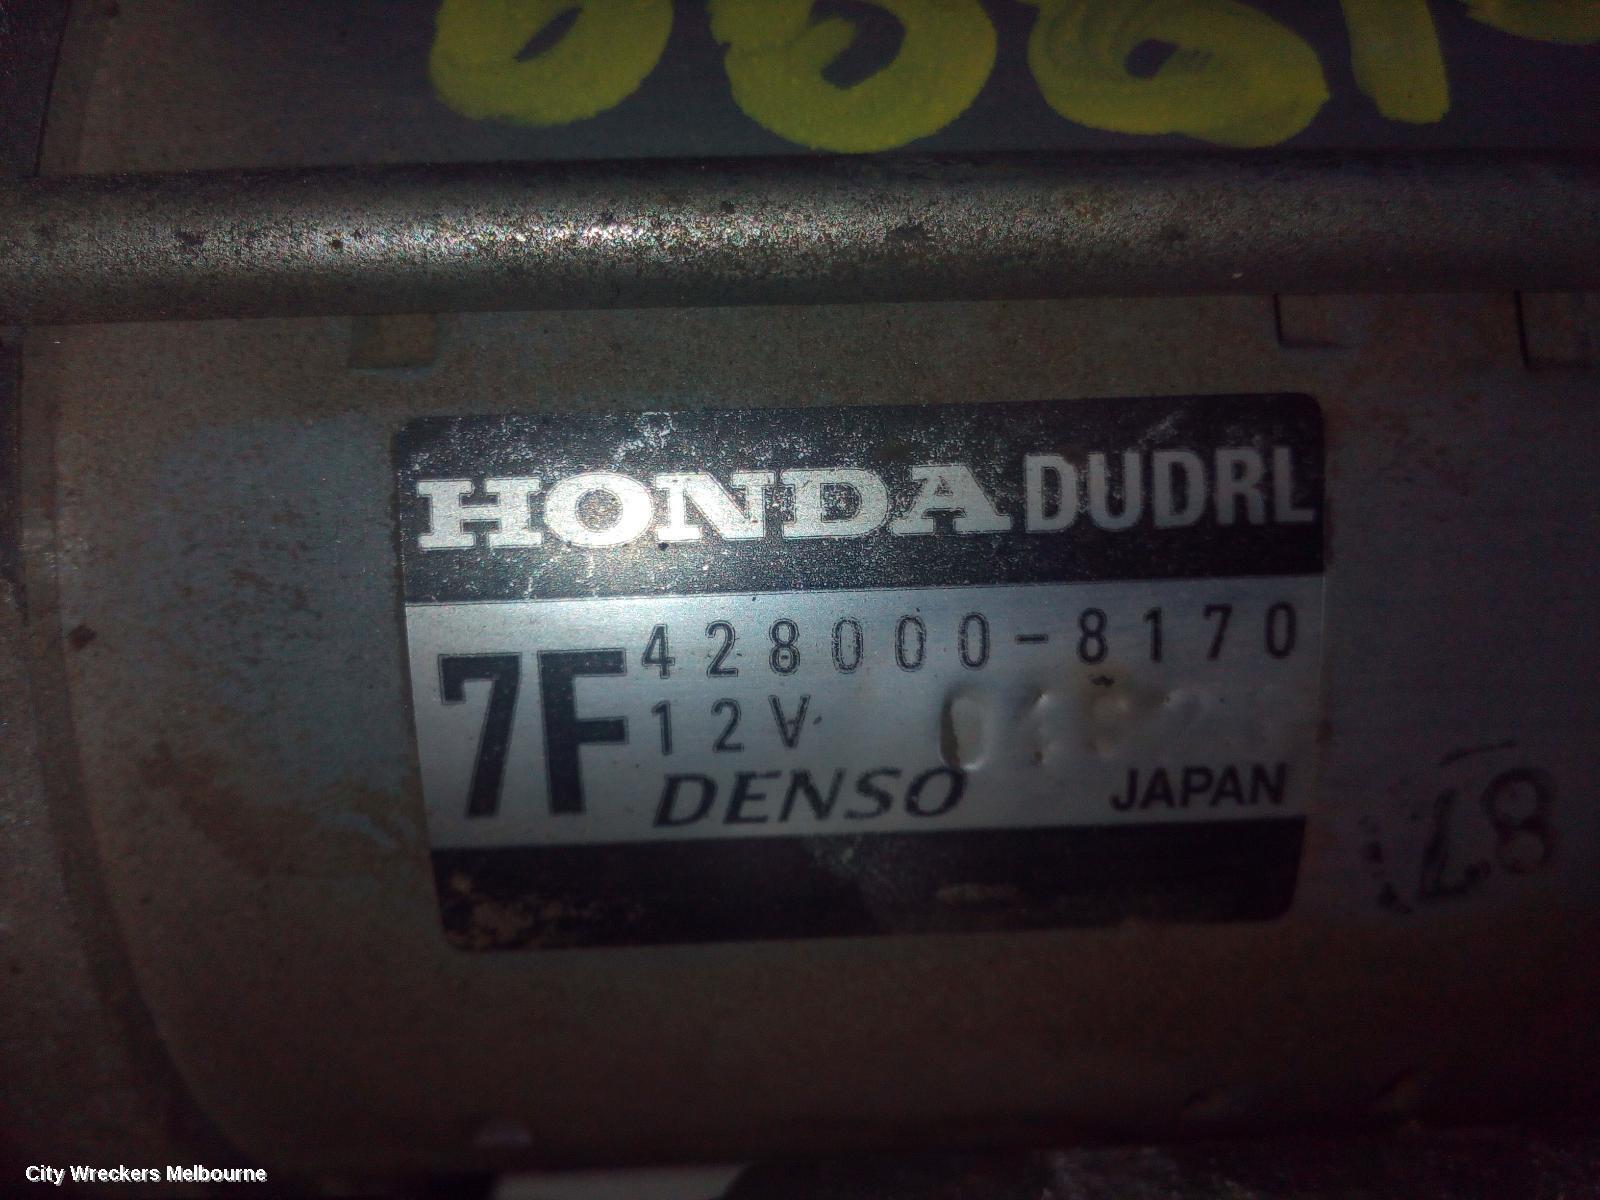 HONDA DUDRL
7F
428000-8170
12V
DENSO JAPAN
City Wreckers Melbourne